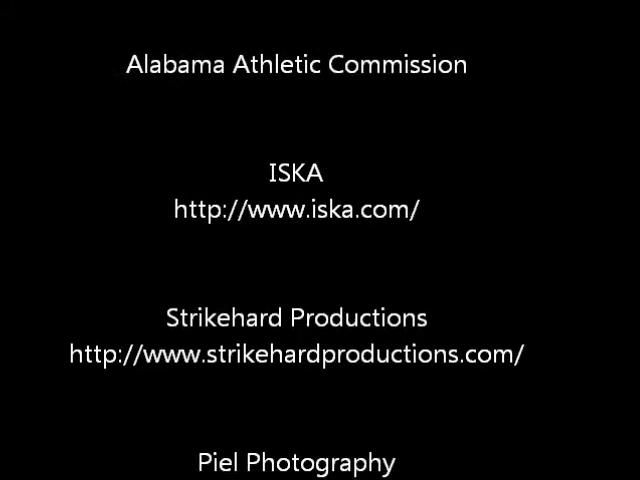 Alabama Athletic Commission
ISKA
http://www.iska.com/
Strikehard Productions
http://www.strikehardproductions.com/
Piel Photography